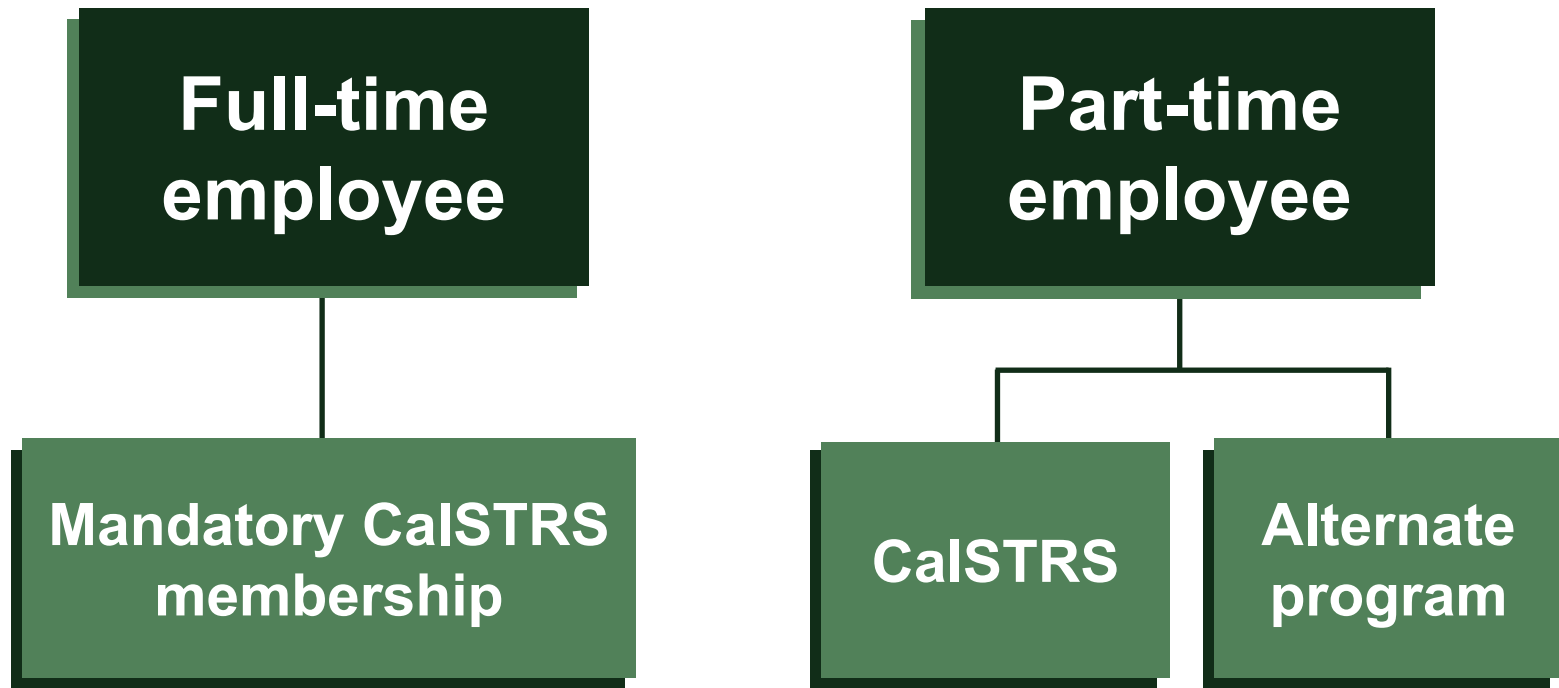 Full-time
employee
Part-time
employee
Mandatory CalSTRS
membership
CalSTRS
Alternate
program